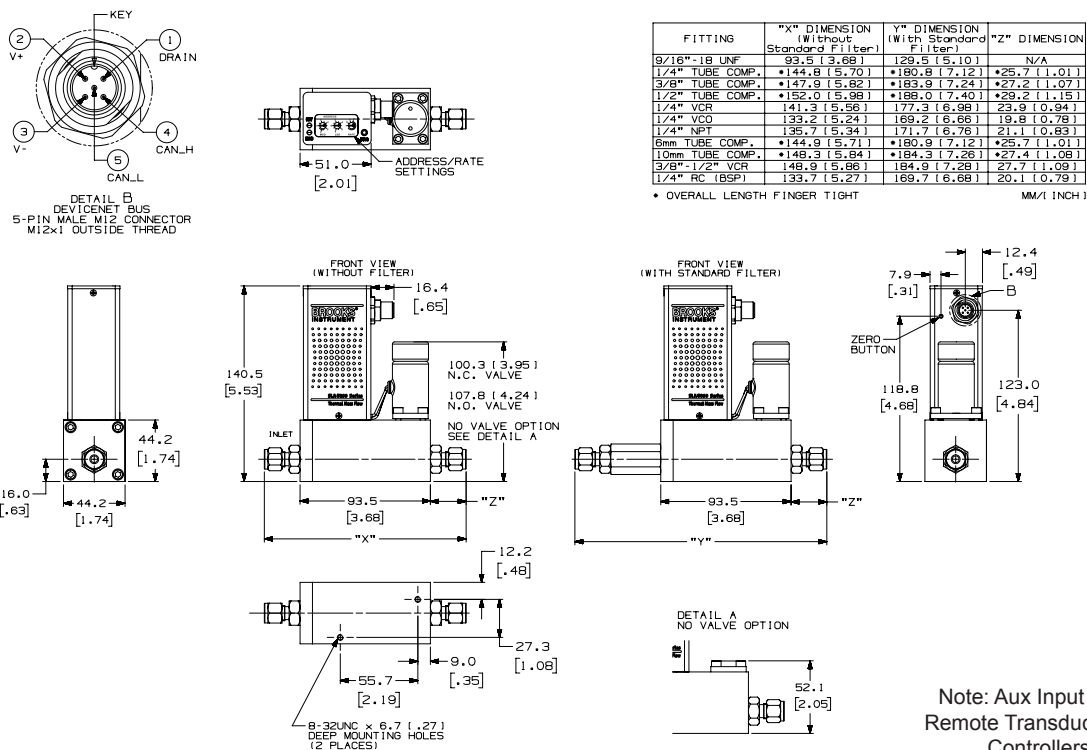 KEY
2
V+
1
DRAIN
3
V-
4
CAN_H
5
CAN_L
DETAIL B
DEVICENET BUS
5-PIN MALE M12 CONNECTOR
M12x1 OUTSIDE THREAD
51.0
[2.01]
ADDRESS/RATE
SETTINGS
FITTING "X" DIMENSION (Without Standard Filter) Y" DIMENSION (With Standard Filter) "Z" DIMENSION
9/16"-18 UNF 93.5 [3.68] 129.5 [5.10] N/A
1/4" TUBE COMP. *144.8 [5.70] *180.8 [7.12] *25.7 [1.01]
3/8" TUBE COMP. *147.9 [5.82] *183.9 [7.24] *27.2 [1.07]
1/2" TUBE COMP. *152.0 [5.98] *188.0 [7.40] *29.2 [1.15]
1/4" VCR 141.3 [5.56] 177.3 [6.98] 23.9 [0.94]
1/4" VCO 133.2 [5.24] 169.2 [6.66] 19.8 [0.78]
1/4" NPT 135.7 [5.34] 171.7 [6.76] 21.1 [0.83]
6mm TUBE COMP. *144.9 [5.71] *180.9 [7.12] *25.7 [1.01]
10mm TUBE COMP. *148.3 [5.84] *184.3 [7.26] *27.4 [1.08]
3/8"-1/2" VCR 148.9 [5.86] 184.9 [7.28] 27.7 [1.09]
1/4" RC (BSP) 133.7 [5.27] 169.7 [6.68] 20.1 [0.79]
* OVERALL LENGTH FINGER TIGHT MM/[INCH]
44.2
[1.74]
16.0
[.63]
44.2
[1.74]
FRONT VIEW
(WITHOUT FILTER)
16.4
[.65]
BROOKS
INSTRUMENT
Thermal Mass Flow
140.5
[5.53]
100.3 [3.95]
N.C. VALVE
107.8 [4.24]
N.O. VALVE
NO VALVE OPTION
SEE DETAIL A
INLET
93.5
[3.68]
"Z"
"X"
FRONT VIEW
(WITH STANDARD FILTER)
BROOKS
INSTRUMENT
Thermal Mass Flow
93.5
[3.68]
"Z"
"Y"
12.4
[.49]
7.9
[.31]
B
ZERO
BUTTON
118.8
[4.68]
123.0
[4.84]
12.2
[.48]
27.3
[1.08]
9.0
[.35]
55.7
[2.19]
8-32UNC x 6.7 [.27]
DEEP MOUNTING HOLES
(2 PLACES)
DETAIL A
NO VALVE OPTION
52.1
[2.05]
Note: Aux Input
Remote Transduc
Controllers